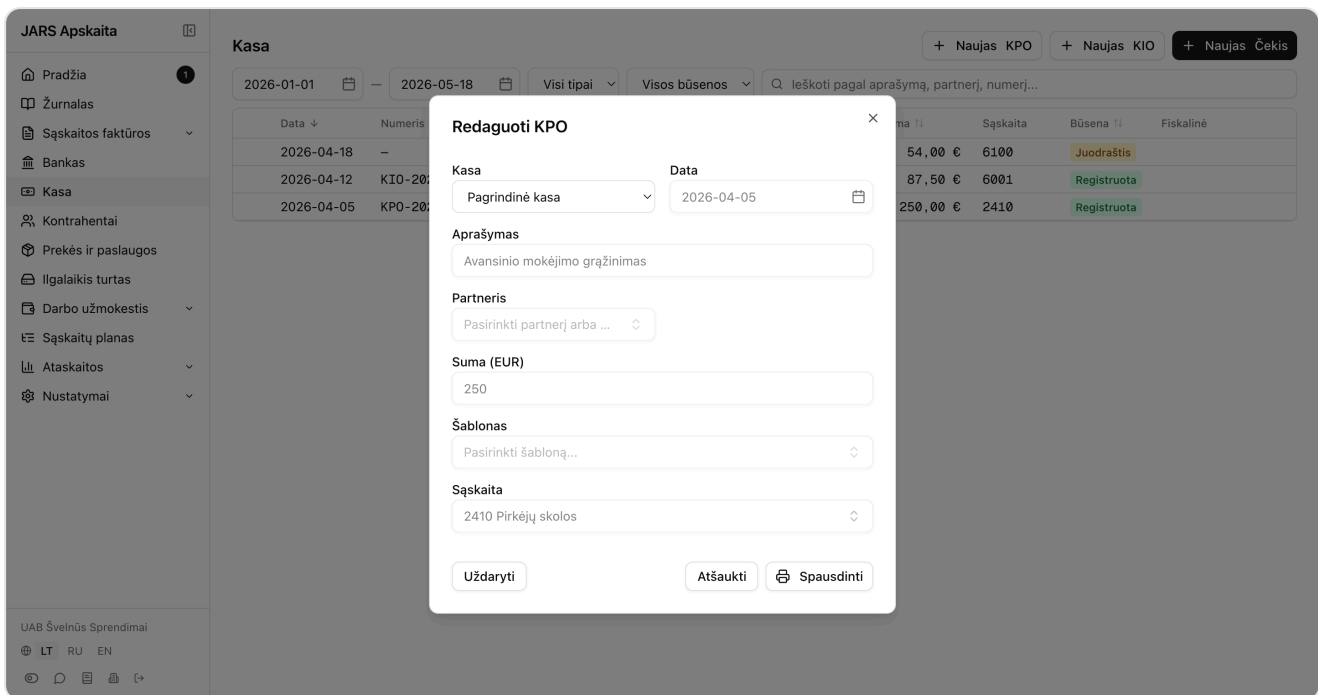 JARS Apskaita
Pradžia 1
Žurnalas
Sąskaitos faktūros
Bankas
Kasa
Kontrahentai
Prekės ir paslaugos
Ilgalaikis turtas
Darbo užmokestis
Sąskaitų planas
Ataskaitos
Nustatymai
UAB Švelnūs Sprendimai
LT RU EN
Kasa
+ Naujas KPO + Naujas KIO + Naujas Čekis
2026-01-01 — 2026-05-18 Visi tipai Visos būsenos Ieškoti pagal aprašymą, partnerį, numerį...
Data ↓ Numeris Sąskaita Būsena Fiskalinė
2026-04-18 — 54,00 € 6100 Juodraštis
2026-04-12 87,50 € 6001 Registruota
2026-04-05 250,00 € 2410 Registruota
Redaguoti KPO
Kasa Data
Pagrindinė kasa 2026-04-05
Aprašymas
Avansinio mokėjimo grąžinimas
Partneris
Pasirinkti partnerį arba ...
Suma (EUR)
250
Šablonas
Pasirinkti šabloną...
Sąskaita
2410 Pirkėjų skolos
Uždaryti Atšaukti Spausdinti